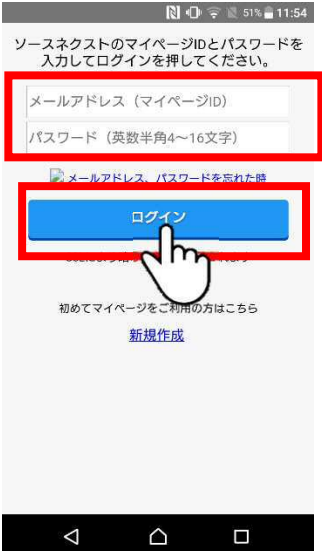 51% 11:54
ソースネクストのマイページIDとパスワードを
入力してログインを押してください。
メールアドレス（マイページID）
パスワード（英数半角4〜16文字）
メールアドレス、パスワードを忘れた時
ログイン
初めてマイページをご利用の方はこちら
新規作成